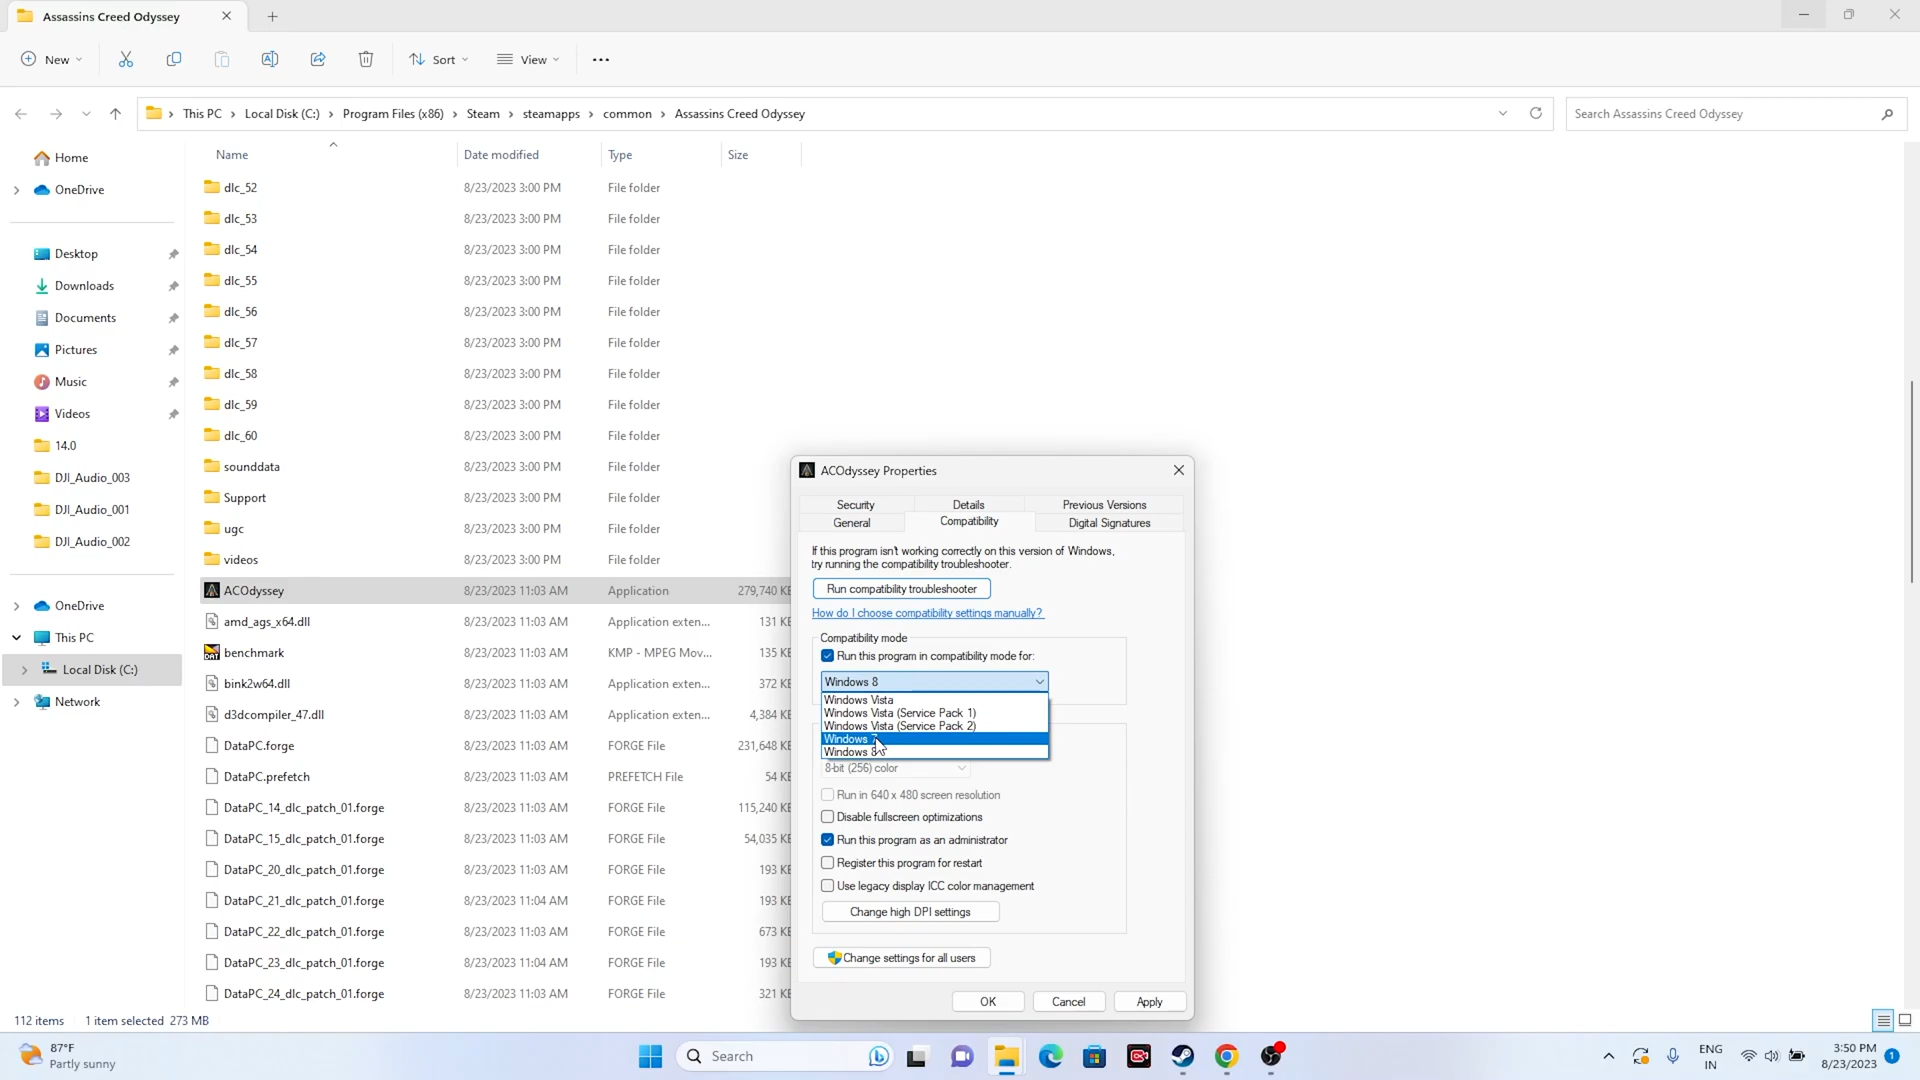 Assassins Creed Odyssey
New
Sort
View
This PC
Local Disk (C:)
Program Files (x86)
Steam
steamapps
common
Assassins Creed Odyssey
Search Assassins Creed Odyssey
Home
OneDrive
Desktop
Downloads
Documents
Pictures
Music
Videos
14.0
DJI_Audio_003
DJI_Audio_001
DJI_Audio_002
OneDrive
This PC
Local Disk (C:)
Network
Name Date modified Type Size
dlc_52 8/23/2023 3:00 PM File folder
dlc_53 8/23/2023 3:00 PM File folder
dlc_54 8/23/2023 3:00 PM File folder
dlc_55 8/23/2023 3:00 PM File folder
dlc_56 8/23/2023 3:00 PM File folder
dlc_57 8/23/2023 3:00 PM File folder
dlc_58 8/23/2023 3:00 PM File folder
dlc_59 8/23/2023 3:00 PM File folder
dlc_60 8/23/2023 3:00 PM File folder
sounddata 8/23/2023 3:00 PM File folder
Support 8/23/2023 3:00 PM File folder
ugc 8/23/2023 3:00 PM File folder
videos 8/23/2023 3:00 PM File folder
ACOdyssey 8/23/2023 11:03 AM Application 279,740 KB
amd_ags_x64.dll 8/23/2023 11:03 AM Application exten... 131 KB
benchmark 8/23/2023 11:03 AM KMP - MPEG Mov... 135 KB
bink2w64.dll 8/23/2023 11:03 AM Application exten... 372 KB
d3dcompiler_47.dll 8/23/2023 11:03 AM Application exten... 4,384 KB
DataPC.forge 8/23/2023 11:03 AM FORGE File 231,648 KB
DataPC.prefetch 8/23/2023 11:03 AM PREFETCH File 54 KB
DataPC_14_dlc_patch_01.forge 8/23/2023 11:03 AM FORGE File 115,240 KB
DataPC_15_dlc_patch_01.forge 8/23/2023 11:03 AM FORGE File 54,035 KB
DataPC_20_dlc_patch_01.forge 8/23/2023 11:03 AM FORGE File 193 KB
DataPC_21_dlc_patch_01.forge 8/23/2023 11:04 AM FORGE File 193 KB
DataPC_22_dlc_patch_01.forge 8/23/2023 11:03 AM FORGE File 673 KB
DataPC_23_dlc_patch_01.forge 8/23/2023 11:04 AM FORGE File 193 KB
DataPC_24_dlc_patch_01.forge 8/23/2023 11:03 AM FORGE File 321 KB
ACOdyssey Properties
Security Details Previous Versions
General Compatibility Digital Signatures
If this program isn't working correctly on this version of Windows,
try running the compatibility troubleshooter.
Run compatibility troubleshooter
How do I choose compatibility settings manually?
Compatibility mode
Run this program in compatibility mode for:
Windows 8
Windows Vista
Windows Vista (Service Pack 1)
Windows Vista (Service Pack 2)
Windows 7
Windows 8
8-bit (256) color
Run in 640 x 480 screen resolution
Disable fullscreen optimizations
Run this program as an administrator
Register this program for restart
Use legacy display ICC color management
Change high DPI settings
Change settings for all users
OK Cancel Apply
112 items 1 item selected 273 MB
87°F
Partly sunny
Search
ENG
IN
3:50 PM
8/23/2023
1